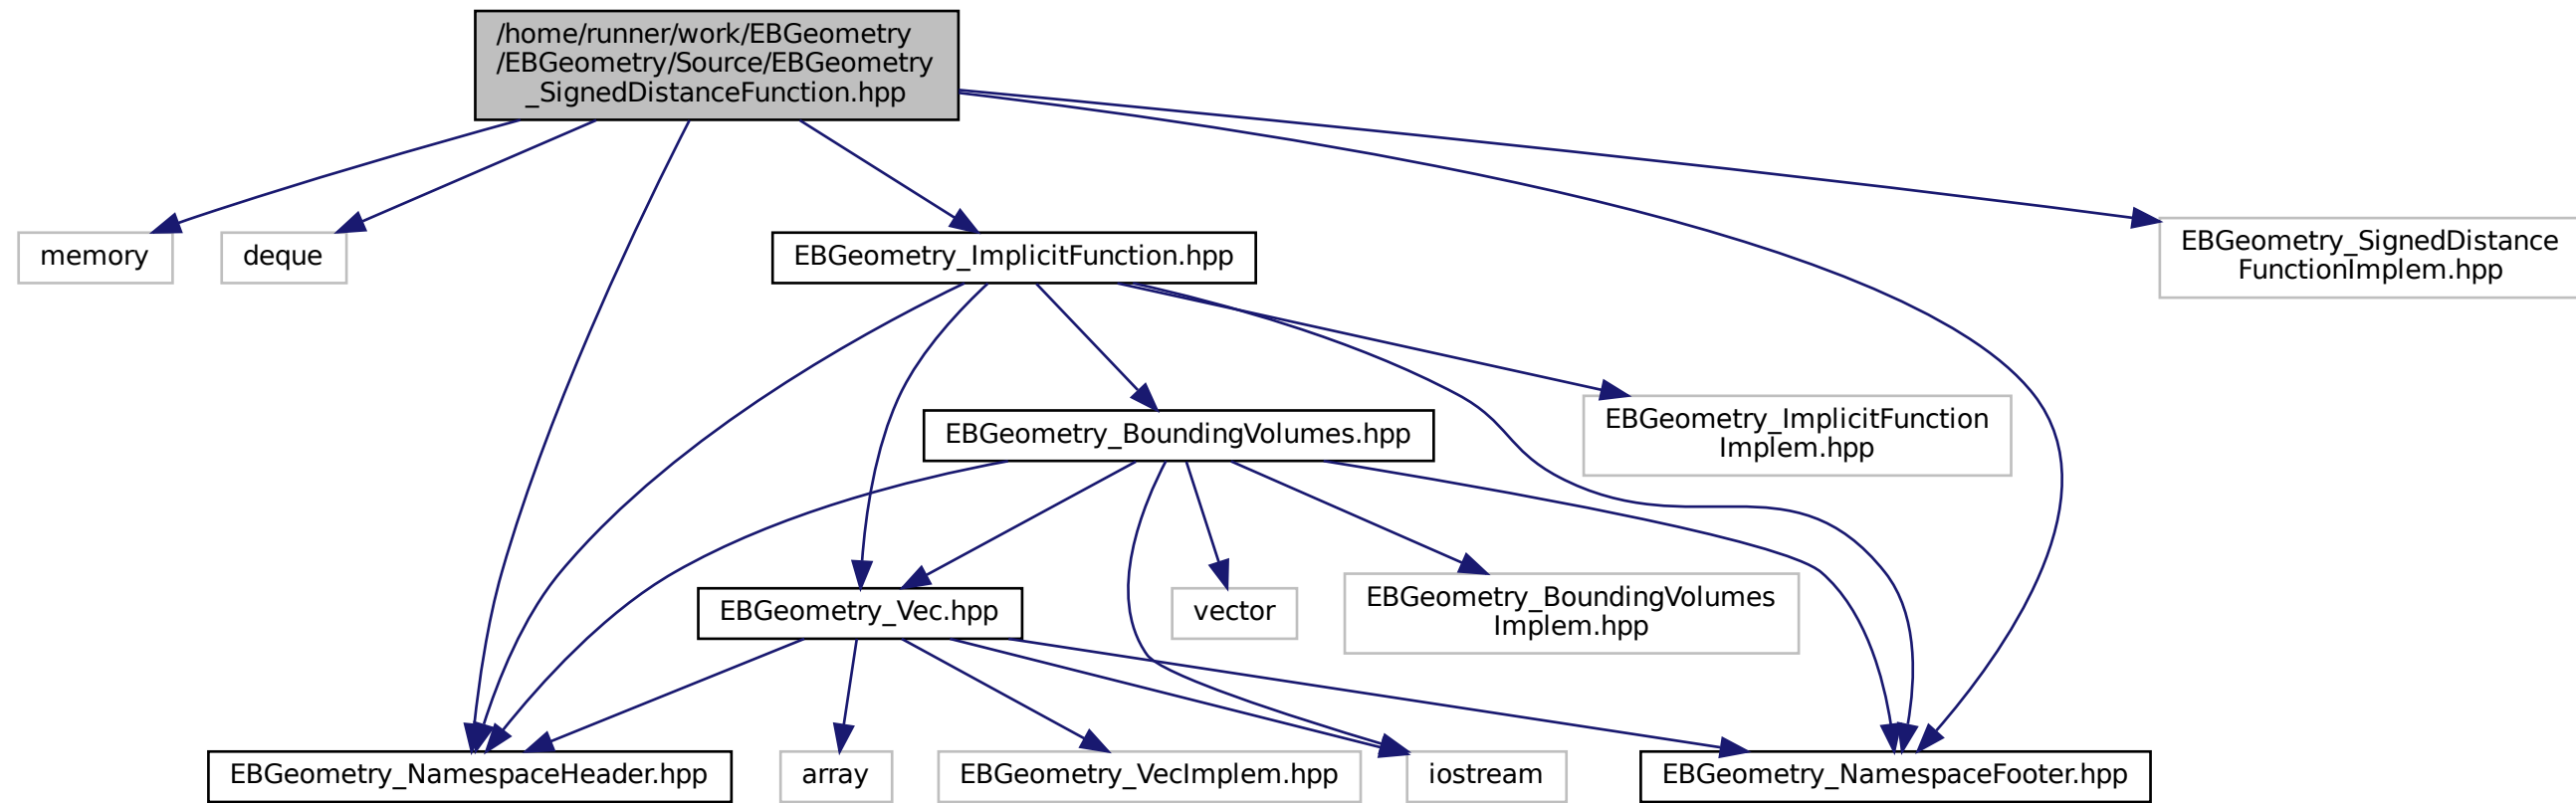 /home/runner/work/EBGeometry
/EBGeometry/Source/EBGeometry
_SignedDistanceFunction.hpp
memory
deque
EBGeometry_ImplicitFunction.hpp
EBGeometry_SignedDistance
FunctionImplem.hpp
EBGeometry_BoundingVolumes.hpp
EBGeometry_ImplicitFunction
Implem.hpp
EBGeometry_Vec.hpp
vector
EBGeometry_BoundingVolumes
Implem.hpp
EBGeometry_NamespaceHeader.hpp
array
EBGeometry_VecImplem.hpp
iostream
EBGeometry_NamespaceFooter.hpp